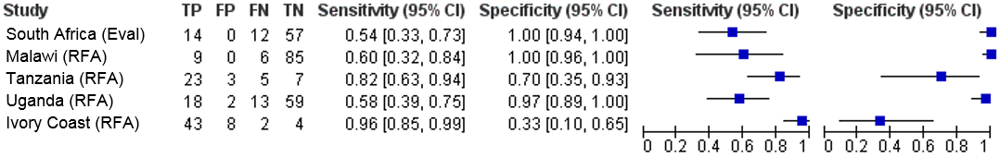 Study TP FP FN TN Sensitivity (95% CI) Specificity (95% CI) Sensitivity (95% CI) Specificity (95% CI)
South Africa (Eval) 14 0 12 57 0.54 [0.33, 0.73] 1.00 [0.94, 1.00]
Malawi (RFA) 9 0 6 85 0.60 [0.32, 0.84] 1.00 [0.96, 1.00]
Tanzania (RFA) 23 3 5 7 0.82 [0.63, 0.94] 0.70 [0.35, 0.93]
Uganda (RFA) 18 2 13 59 0.58 [0.39, 0.75] 0.97 [0.89, 1.00]
Ivory Coast (RFA) 43 8 2 4 0.96 [0.85, 0.99] 0.33 [0.10, 0.65]
0 0.2 0.4 0.6 0.8 1 0 0.2 0.4 0.6 0.8 1